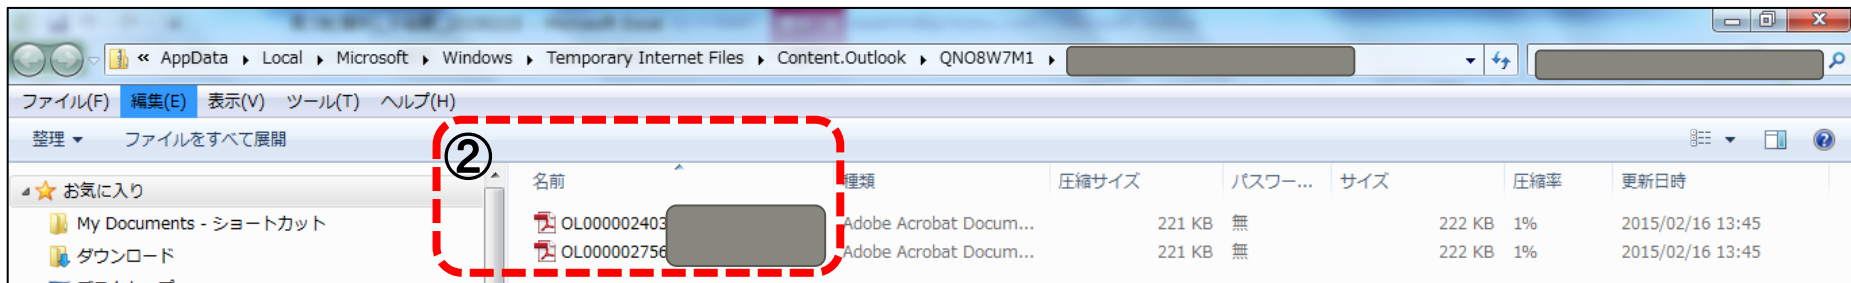 « AppData ▸ Local ▸ Microsoft ▸ Windows ▸ Temporary Internet Files ▸ Content.Outlook ▸ QNO8W7M1 ▸
ファイル(F) 編集(E) 表示(V) ツール(T) ヘルプ(H)
整理 ▼ ファイルをすべて展開
②
名前 種類 圧縮サイズ パスワー... サイズ 圧縮率 更新日時
お気に入り
OL000002403 Adobe Acrobat Docum... 221 KB 無 222 KB 1% 2015/02/16 13:45
My Documents - ショートカット
OL000002756 Adobe Acrobat Docum... 221 KB 無 222 KB 1% 2015/02/16 13:45
ダウンロード